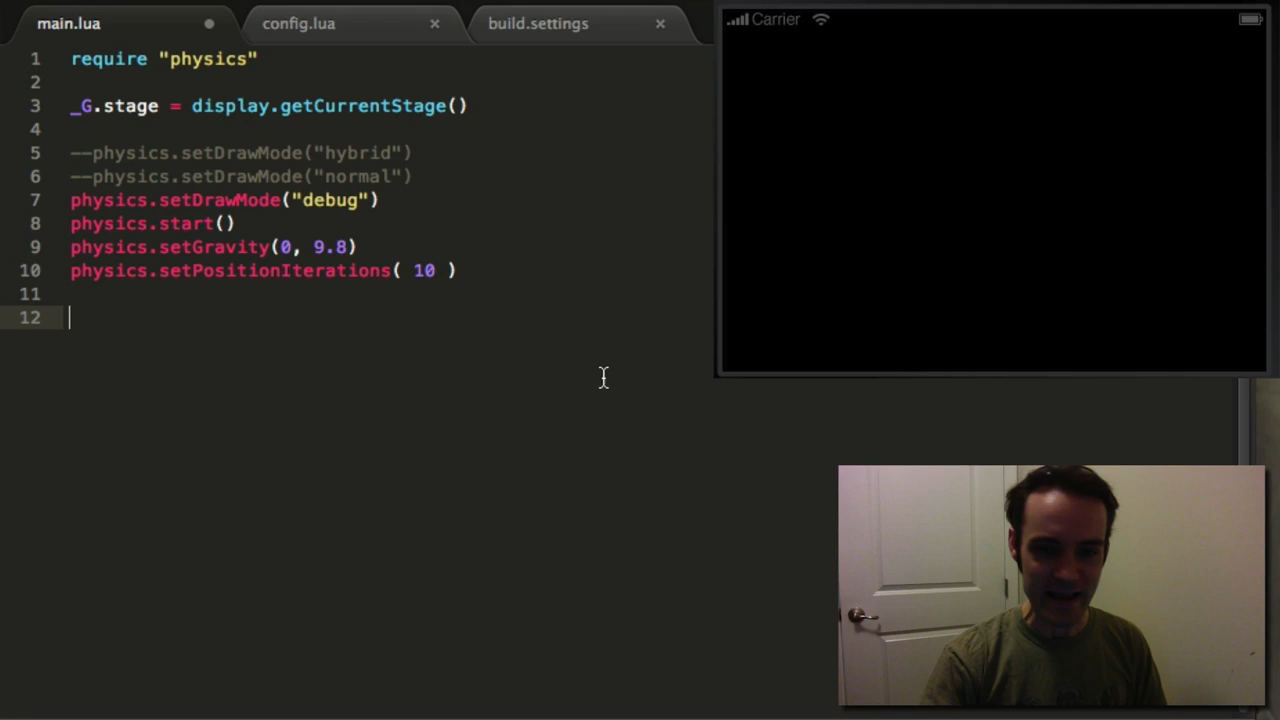 main.lua
config.lua
build.settings
Carrier
1 require "physics"
2
3 _G.stage = display.getCurrentStage()
4
5 --physics.setDrawMode("hybrid")
6 --physics.setDrawMode("normal")
7 physics.setDrawMode("debug")
8 physics.start()
9 physics.setGravity(0, 9.8)
10 physics.setPositionIterations( 10 )
11
12